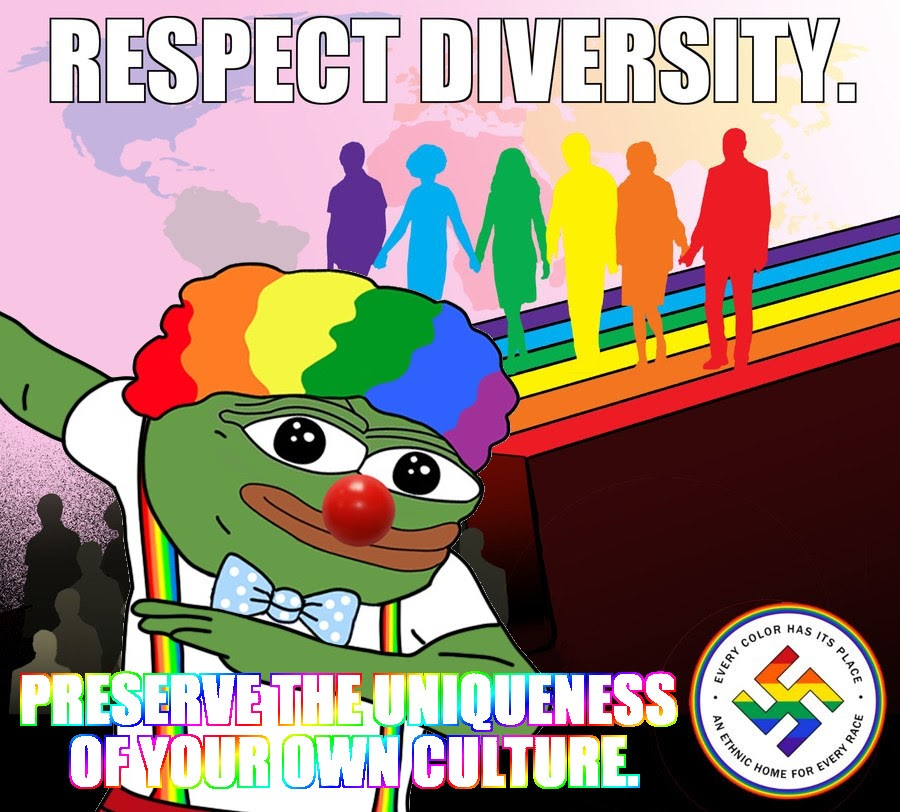 RESPECT DIVERSITY.
PRESERVE THE UNIQUENESS
OF YOUR OWN CULTURE.
EVERY COLOR HAS ITS PLACE
AN ETHNIC HOME FOR EVERY RACE